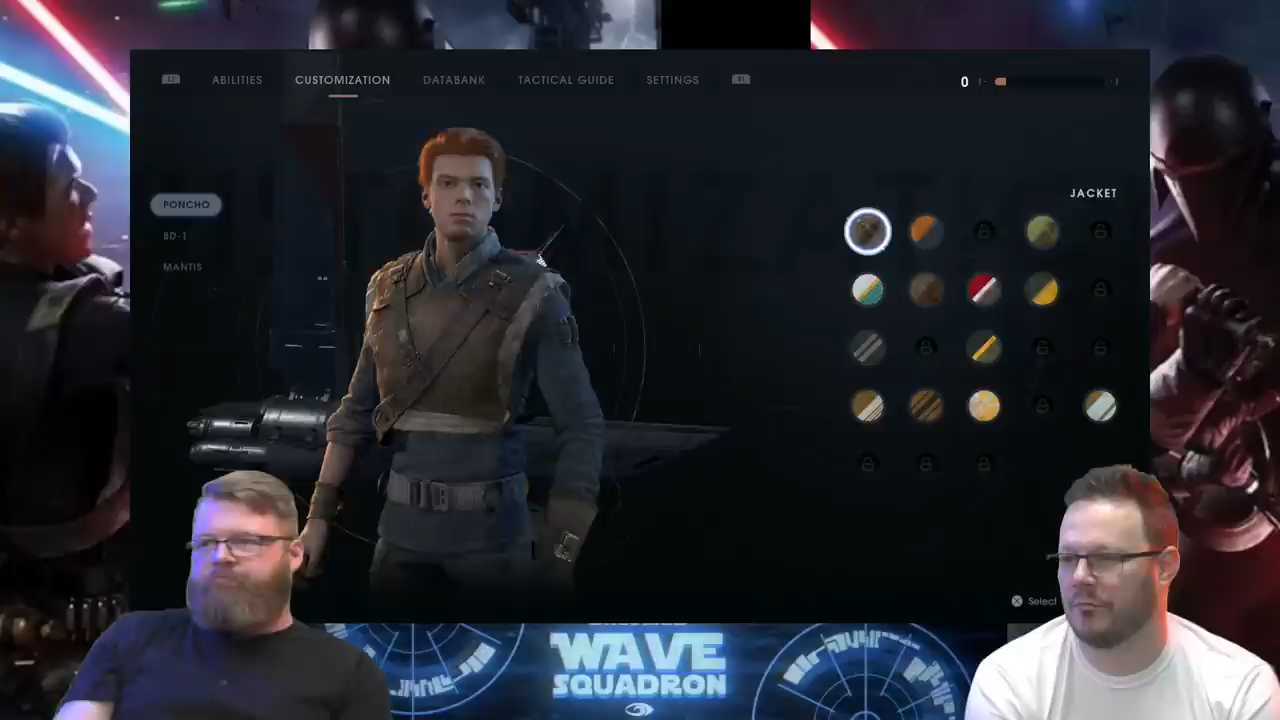 ABILITIES
CUSTOMIZATION
DATABANK
TACTICAL GUIDE
SETTINGS
0
JACKET
PONCHO
BD-1
MANTIS
Select
WAVE
SQUADRON